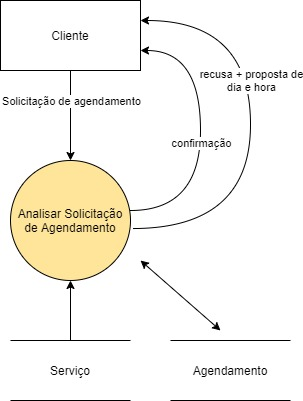 Cliente
recusa + proposta de
dia e hora
Solicitação de agendamento
confirmação
Analisar Solicitação
de Agendamento
Serviço
Agendamento